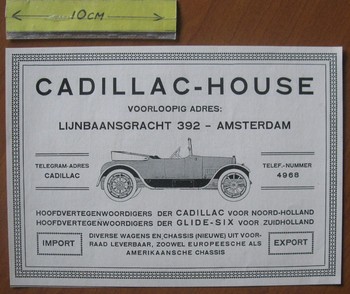 10CM
CADILLAC-HOUSE
VOORLOOPIG ADRES:
LIJNBAANSGRACHT 392 - AMSTERDAM
TELEGRAM-ADRES
CADILLAC
TELEF.-NUMMER
4968
HOOFDVERTEGENWOORDIGERS DER CADILLAC VOOR NOORD-HOLLAND
HOOFDVERTEGENWOORDIGERS DER GLIDE-SIX VOOR ZUIDHOLLAND
IMPORT
DIVERSE WAGENS EN CHASSIS (NIEUWE) UIT VOOR-
RAAD LEVERBAAR, ZOOWEL EUROPEESCHE ALS
AMERIKAANSCHE CHASSIS
EXPORT